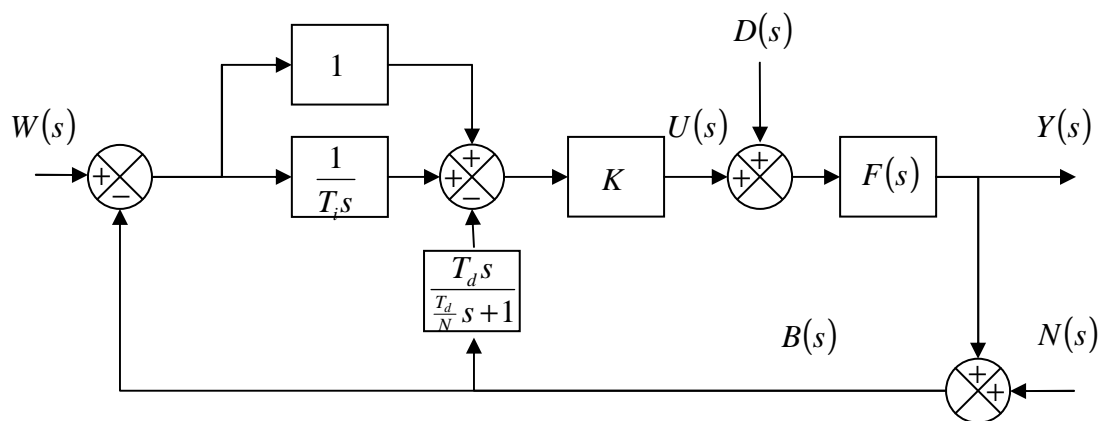 D(s)
1
W(s)
U(s)
Y(s)
+
−
1
T_i s
+
+
−
K
+
+
F(s)
T_d s
T_d/N s+1
B(s)
N(s)
+
+